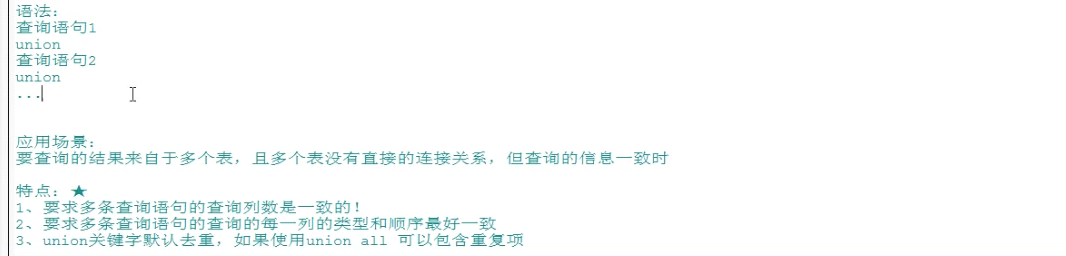 语法：
查询语句1
union
查询语句2
union
...
应用场景：
要查询的结果来自于多个表，且多个表没有直接的连接关系，但查询的信息一致时
特点：★
1、要求多条查询语句的查询列数是一致的！
2、要求多条查询语句的查询的每一列的类型和顺序最好一致
3、union关键字默认去重，如果使用union all 可以包含重复项